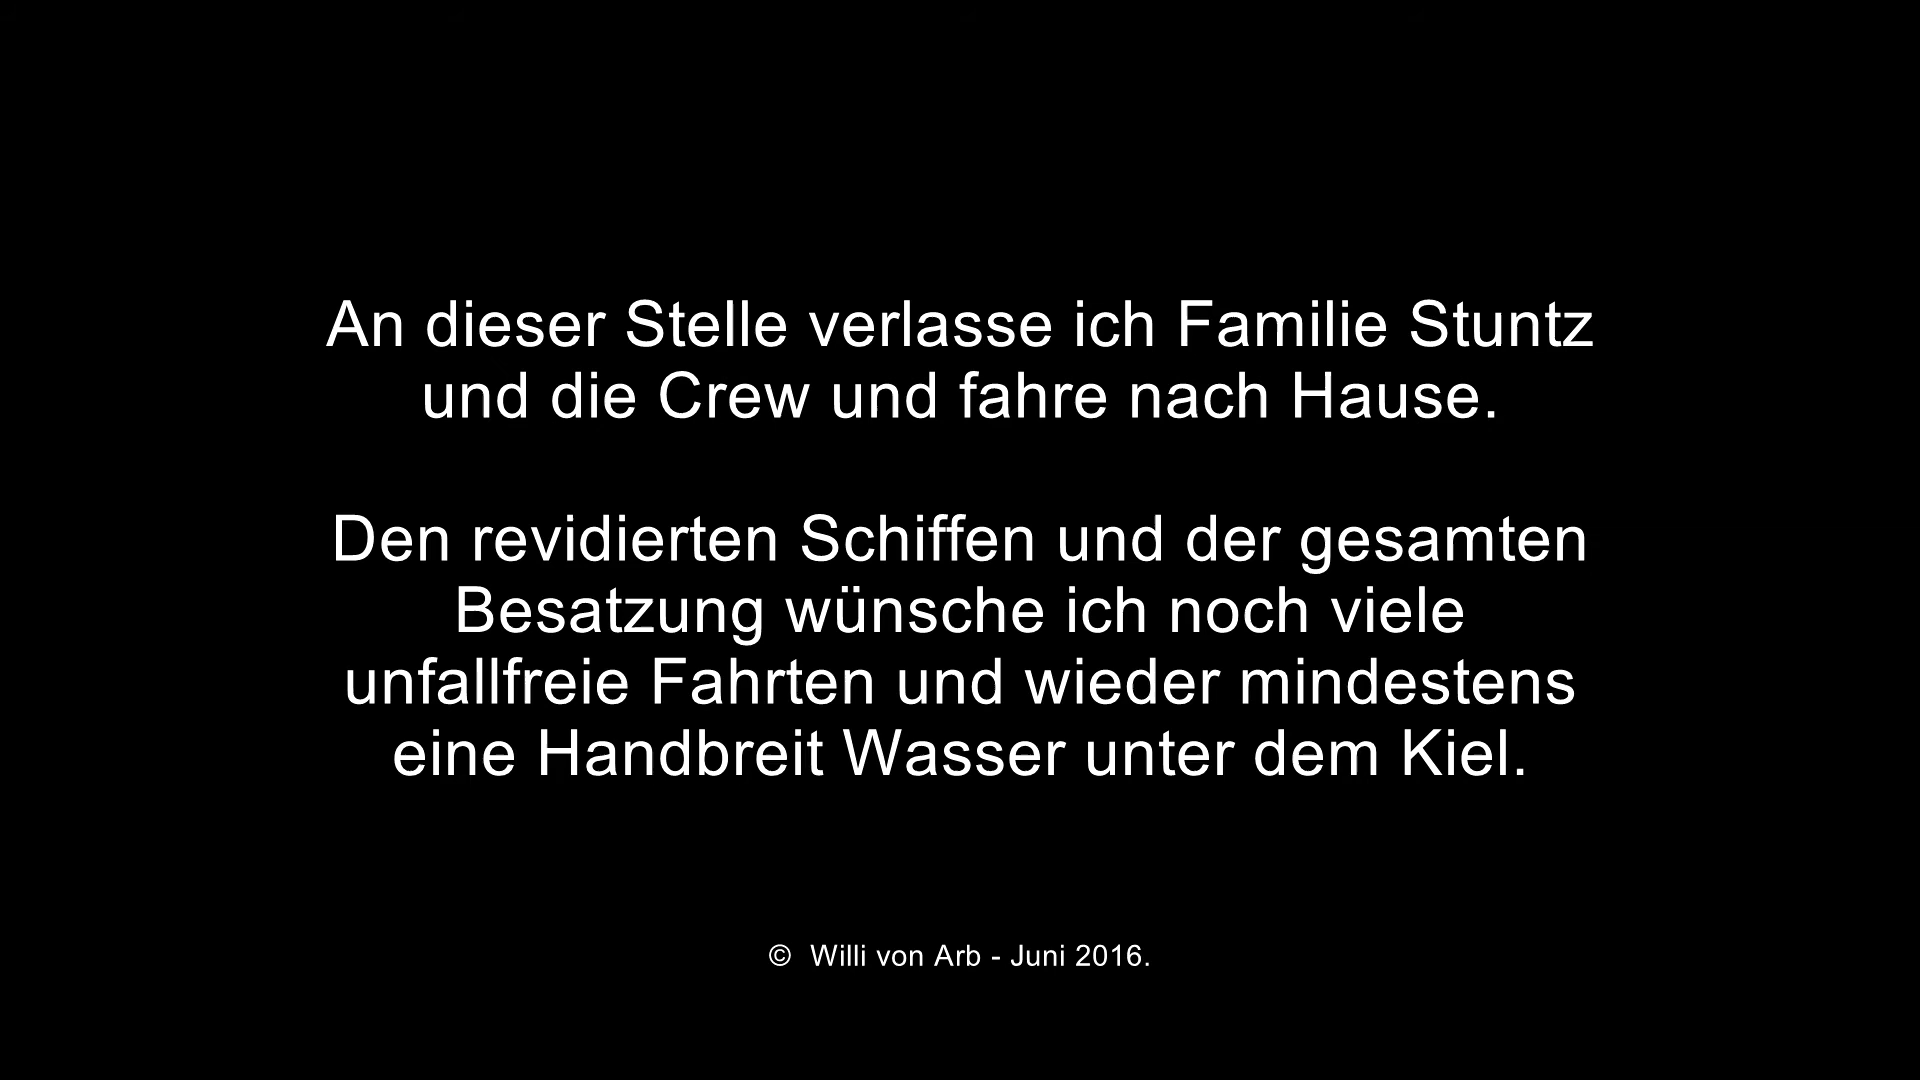 An dieser Stelle verlasse ich Familie Stuntz
und die Crew und fahre nach Hause.
Den revidierten Schiffen und der gesamten
Besatzung wünsche ich noch viele
unfallfreie Fahrten und wieder mindestens
eine Handbreit Wasser unter dem Kiel.
© Willi von Arb - Juni 2016.